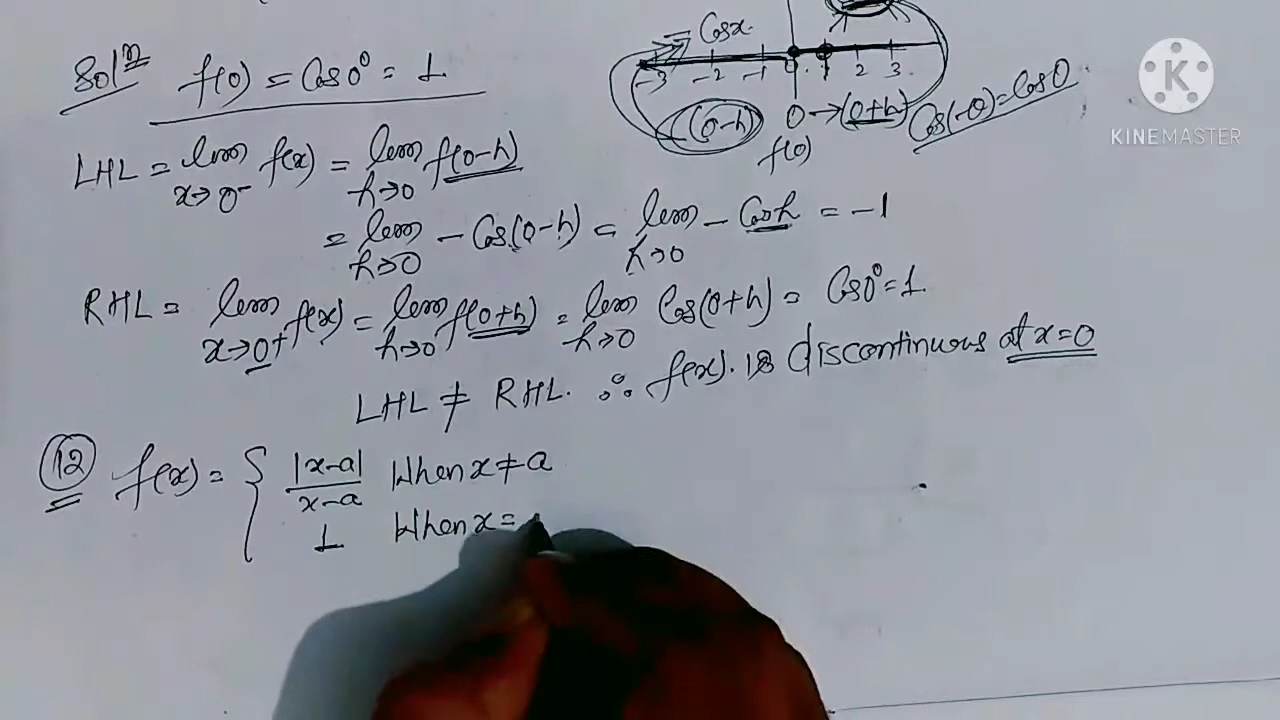 Cosx.
-3 -2 -1 0 1 2 3
(0-h) 0→(0+h) Cos(-θ)=Cosθ
f(0)
K
KINEMASTER
Solⁿ f(0) = Cos0° = 1
LHL = lim x→0⁻ f(x) = lim h→0 f(0-h)
= lim h→0 - Cos(0-h) = lim h→0 - Cosh = -1
RHL = lim x→0+ f(x) = lim h→0 f(0+h) = lim h→0 Cos(0+h) = Cos0° = 1
LHL ≠ RHL. ∴ f(x). is discontinuous at x=0
(12) f(x) = { |x-a| / x-a When x≠a
1 When x=